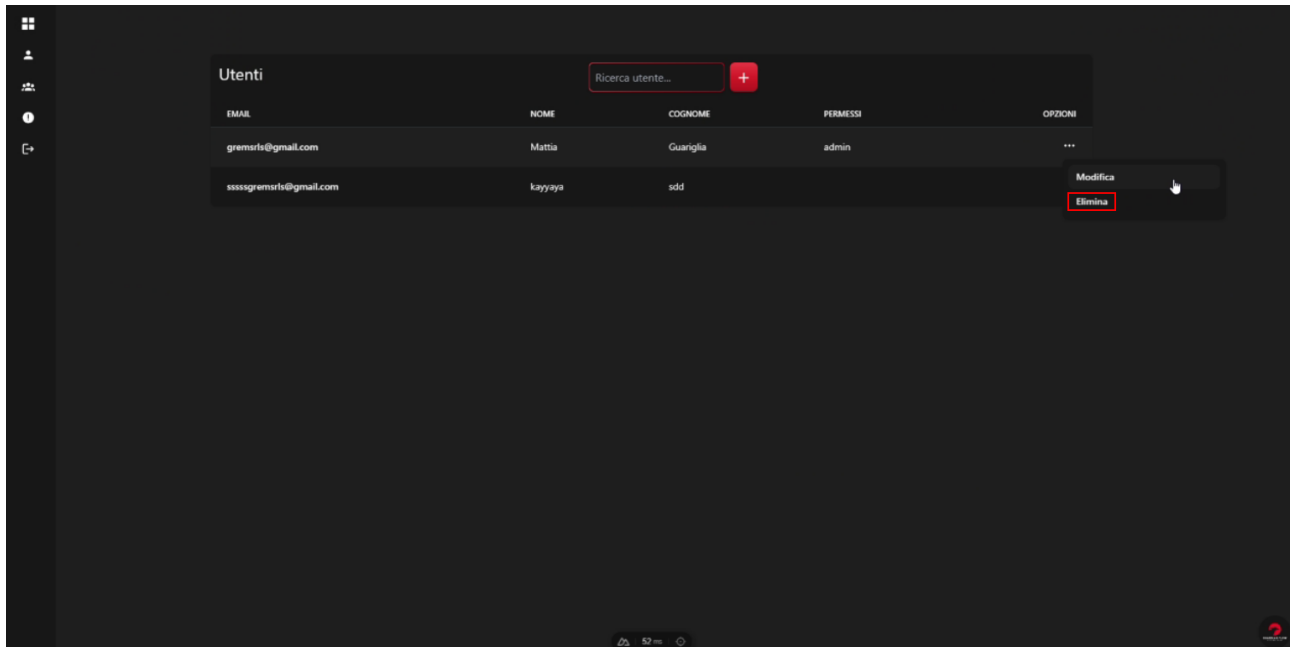 Utenti
Ricerca utente...
+
EMAIL NOME COGNOME PERMESSI OPZIONI
gremsrls@gmail.com Mattia Guariglia admin ...
Modifica
sssssgremsrls@gmail.com kayyaya sdd
Elimina
52 ms